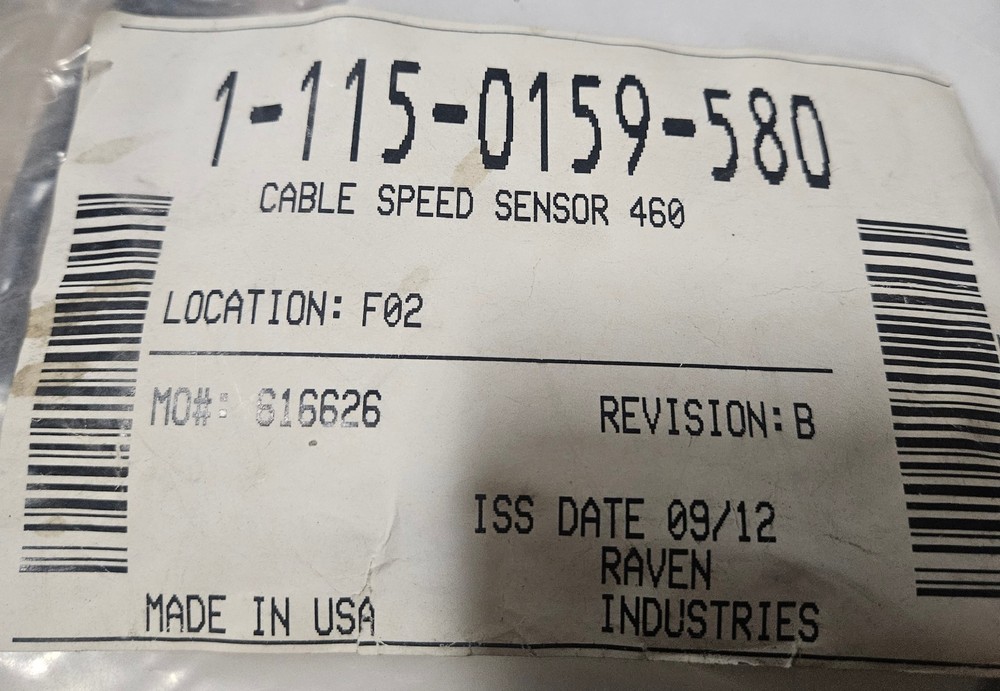 1-115-0159-580
CABLE SPEED SENSOR 460
LOCATION: F02
MO#: 616626
REVISION: B
ISS DATE 09/12
RAVEN
INDUSTRIES
MADE IN USA